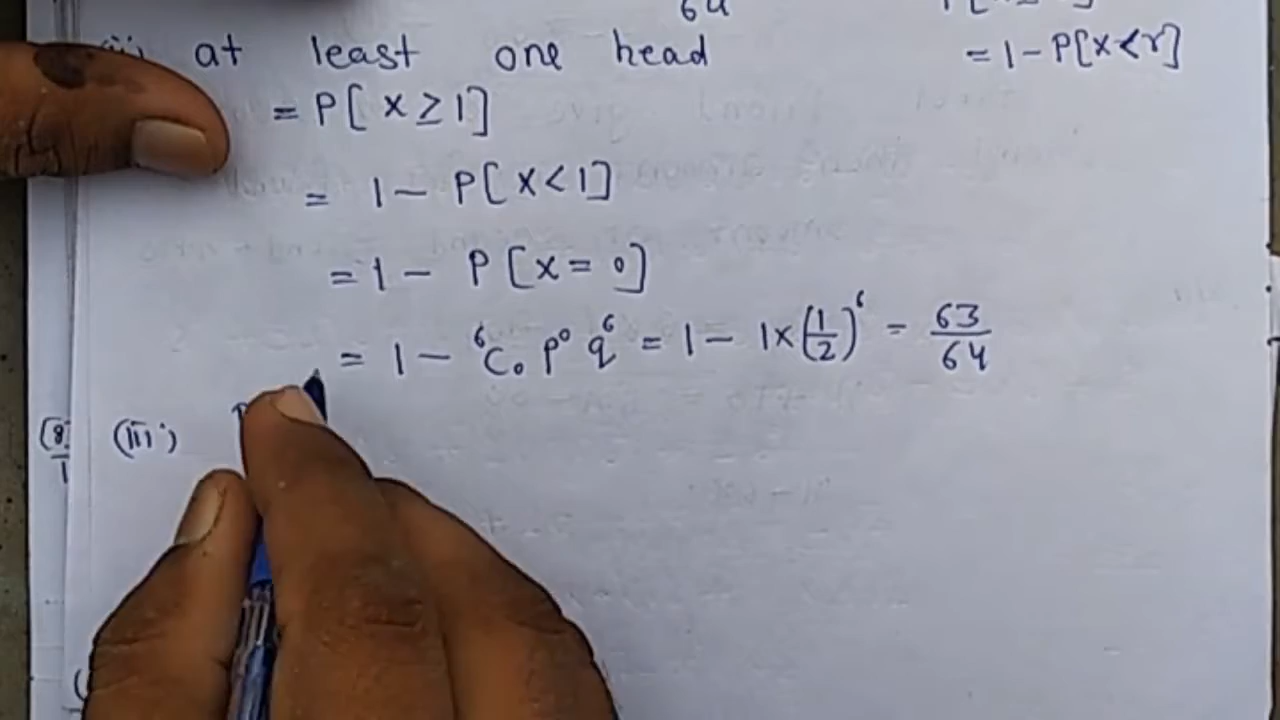 64
at least one head
= 1 - P[X < r]
= P[X ≥ 1]
= 1 - P[X < 1]
= 1 - P[X = 0]
= 1 - ⁶C₀ p⁰ q⁶ = 1 - 1 × (1/2)⁶ = 63/64
(iii)